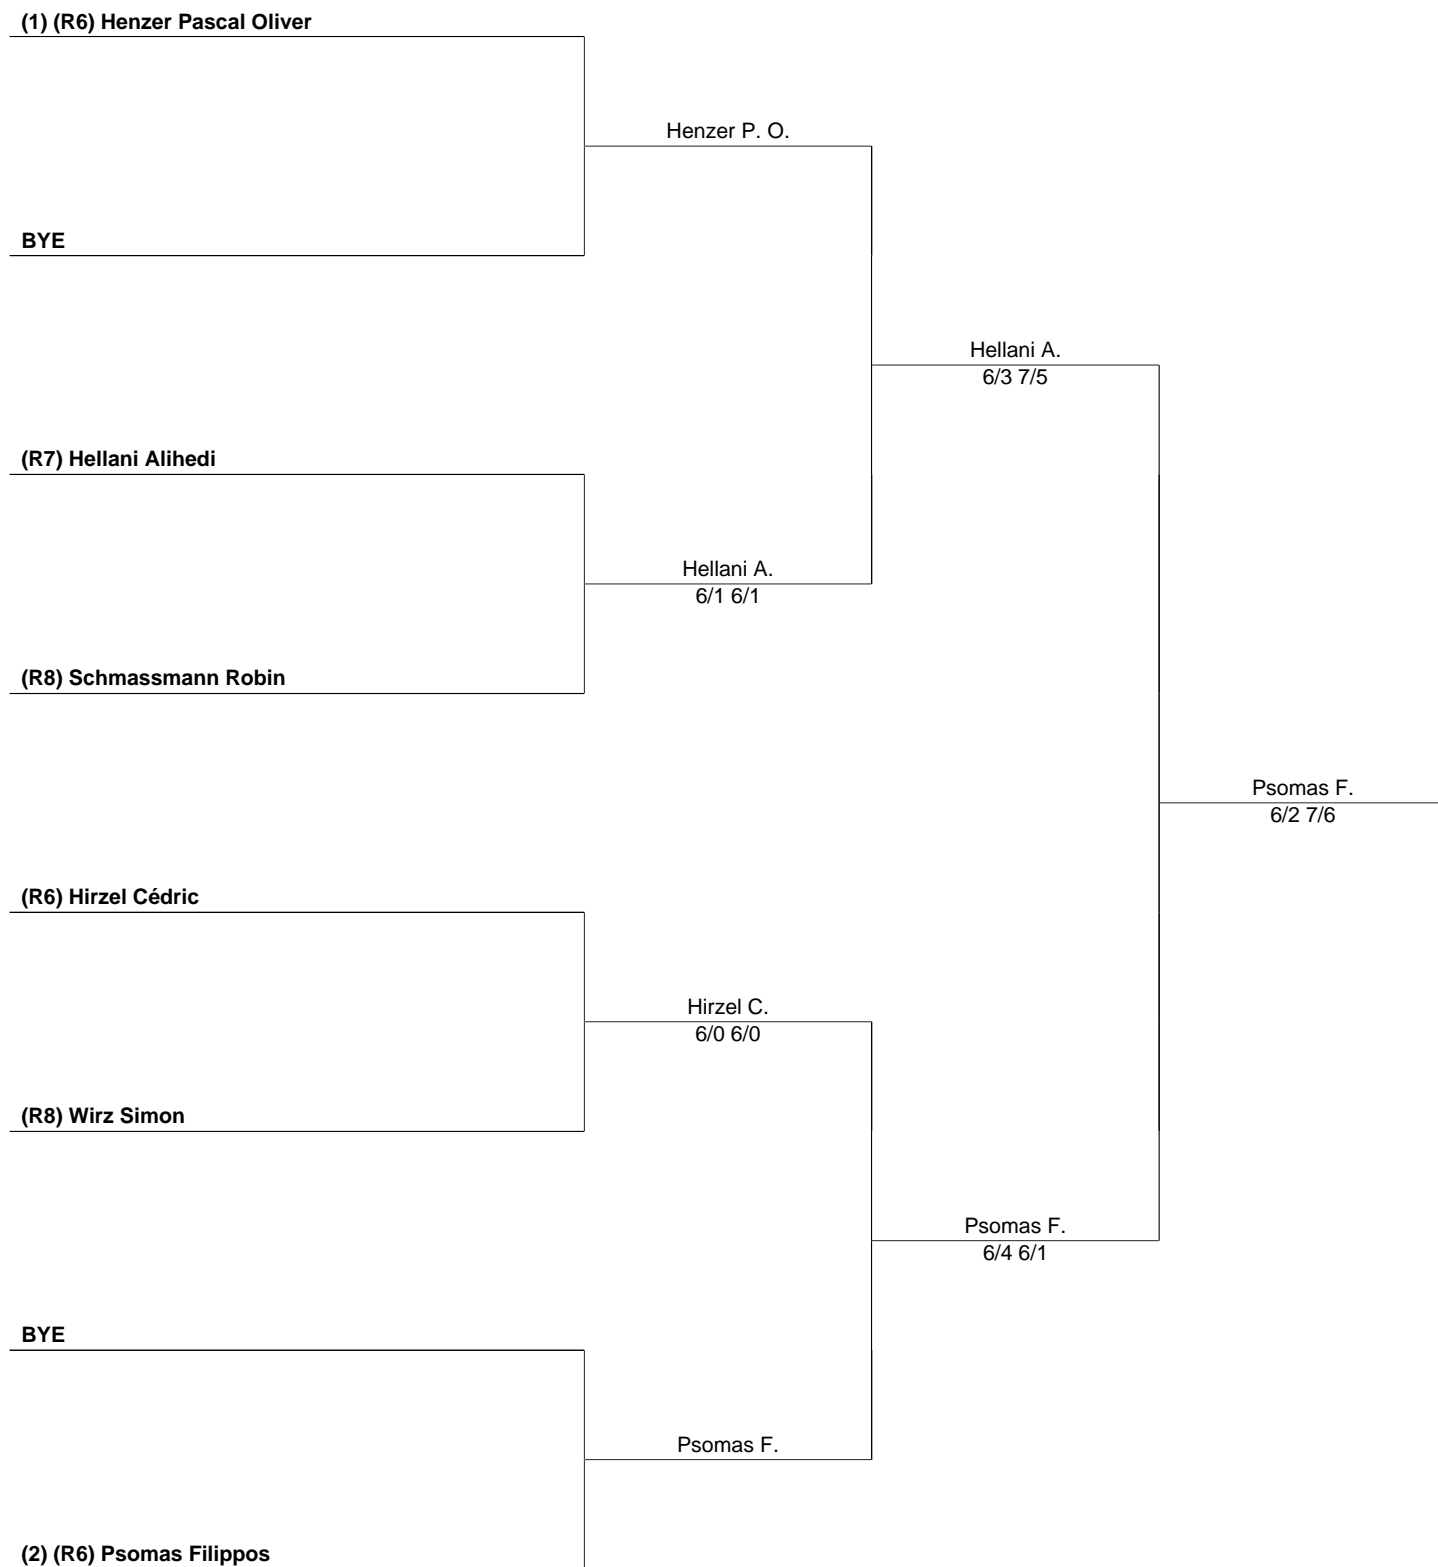 (1) (R6) Henzer Pascal Oliver
Henzer P. O.
BYE
Hellani A.
6/3 7/5
(R7) Hellani Alihedi
Hellani A.
6/1 6/1
(R8) Schmassmann Robin
Psomas F.
6/2 7/6
(R6) Hirzel Cédric
Hirzel C.
6/0 6/0
(R8) Wirz Simon
Psomas F.
6/4 6/1
BYE
Psomas F.
(2) (R6) Psomas Filippos